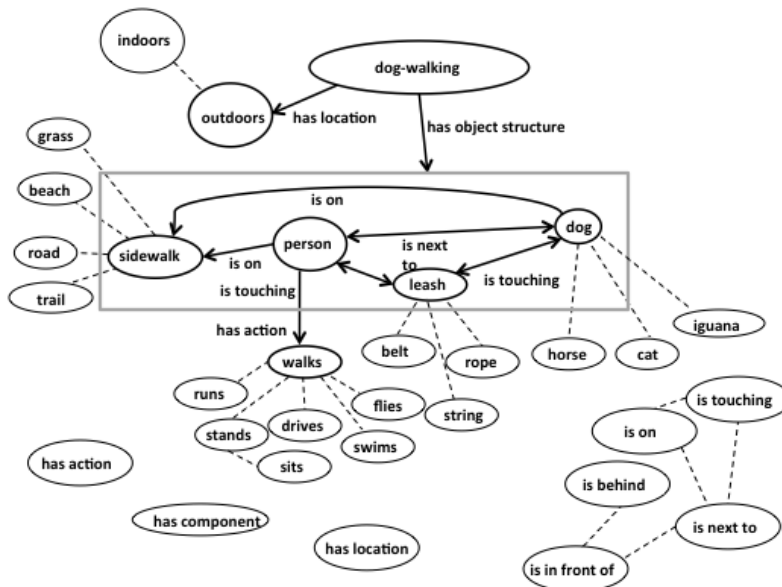 indoors
dog-walking
outdoors
has location
has object structure
grass
beach
road
trail
sidewalk
is on
person
is on
is next
to
dog
leash
is touching
is touching
has action
walks
belt
rope
string
horse
cat
iguana
runs
stands
sits
drives
flies
swims
has action
has component
has location
is touching
is on
is behind
is next to
is in front of